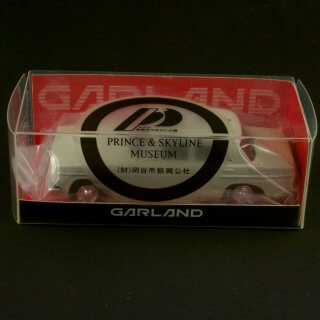 GARLAND
PRINCE & SKYLINE
MUSEUM
(財)岡谷市振興公社
GARLAND